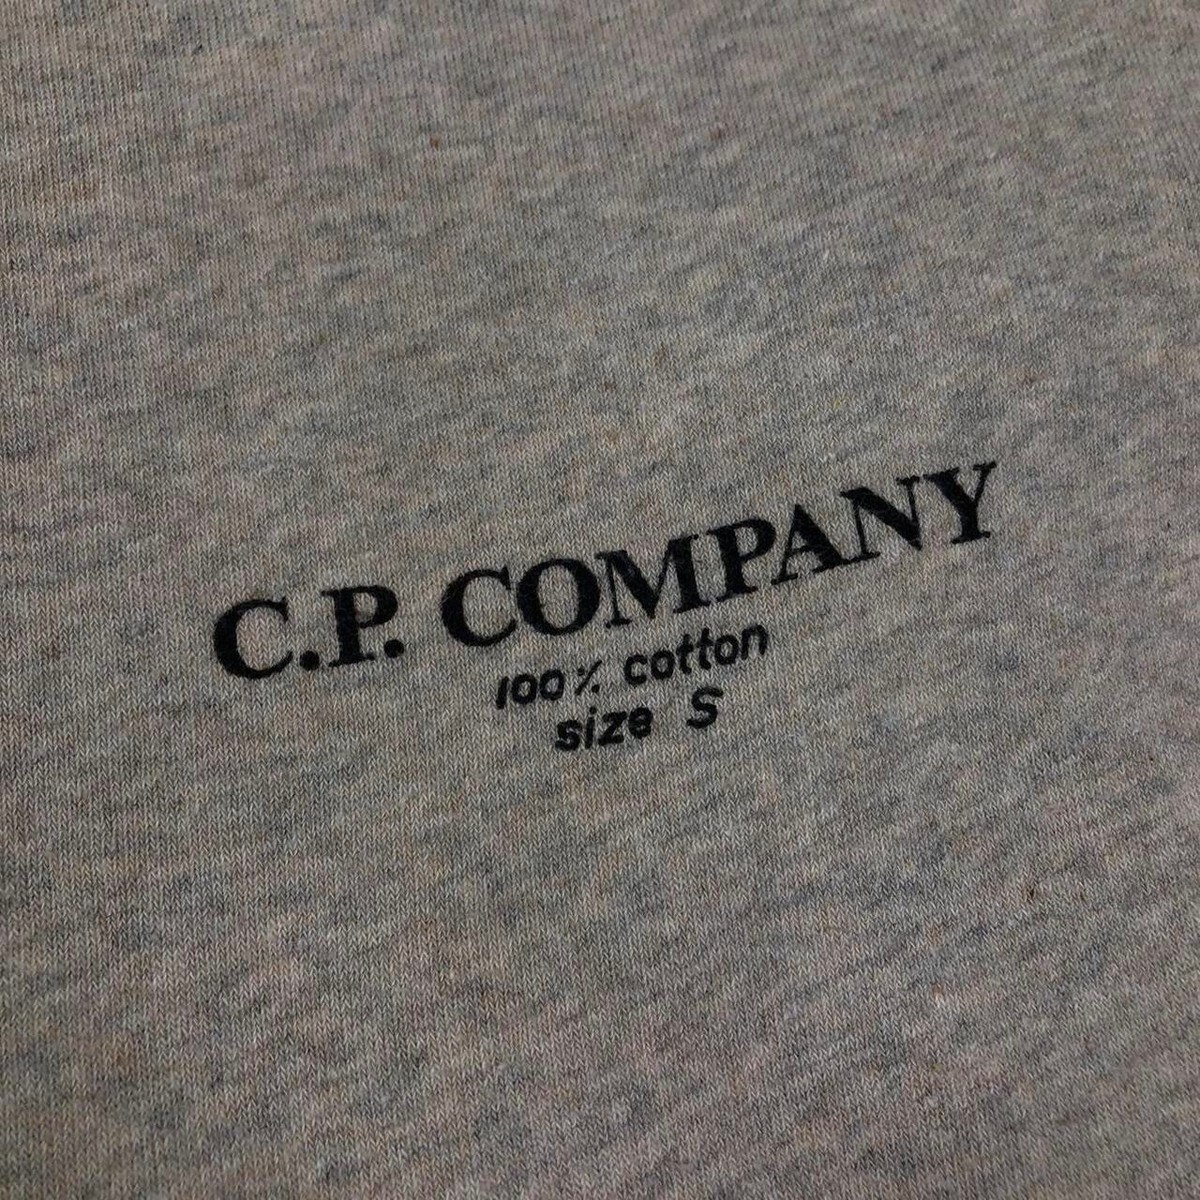 C.P. COMPANY
100% cotton
size S